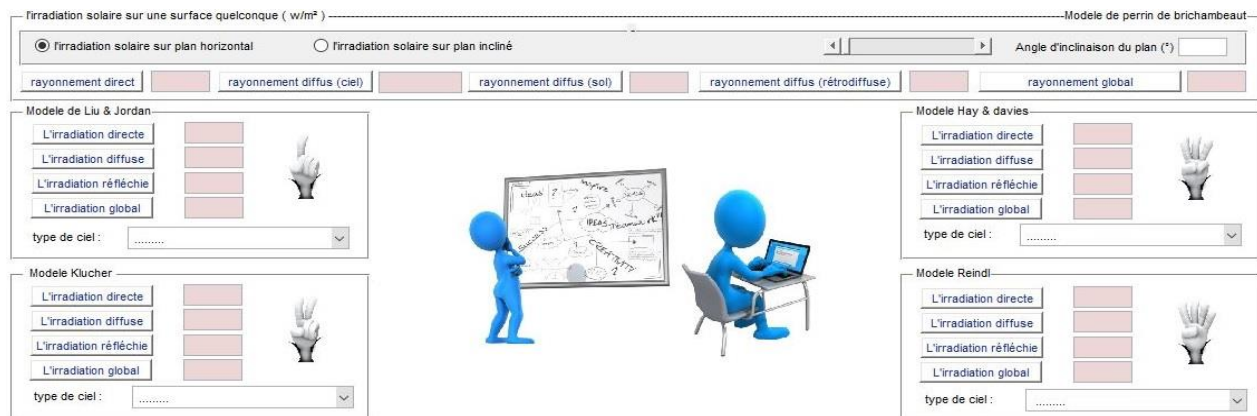 l'irradiation solaire sur une surface quelconque ( w/m² ) Modele de perrin de brichambeaut
l'irradiation solaire sur plan horizontal l'irradiation solaire sur plan incliné Angle d'inclinaison du plan (°)
rayonnement direct rayonnement diffus (ciel) rayonnement diffus (sol) rayonnement diffus (rétrodiffuse) rayonnement global
Modele de Liu & Jordan
L'irradiation directe
L'irradiation diffuse
L'irradiation réfléchie
L'irradiation global
type de ciel : .........
Modele Hay & davies
L'irradiation directe
L'irradiation diffuse
L'irradiation réfléchie
L'irradiation global
type de ciel : .........
ideas
?
IDEAS
SUCCESS
CREATIVITY
Modele Klucher
L'irradiation directe
L'irradiation diffuse
L'irradiation réfléchie
L'irradiation global
type de ciel : .........
Modele Reindl
L'irradiation directe
L'irradiation diffuse
L'irradiation réfléchie
L'irradiation global
type de ciel : .........